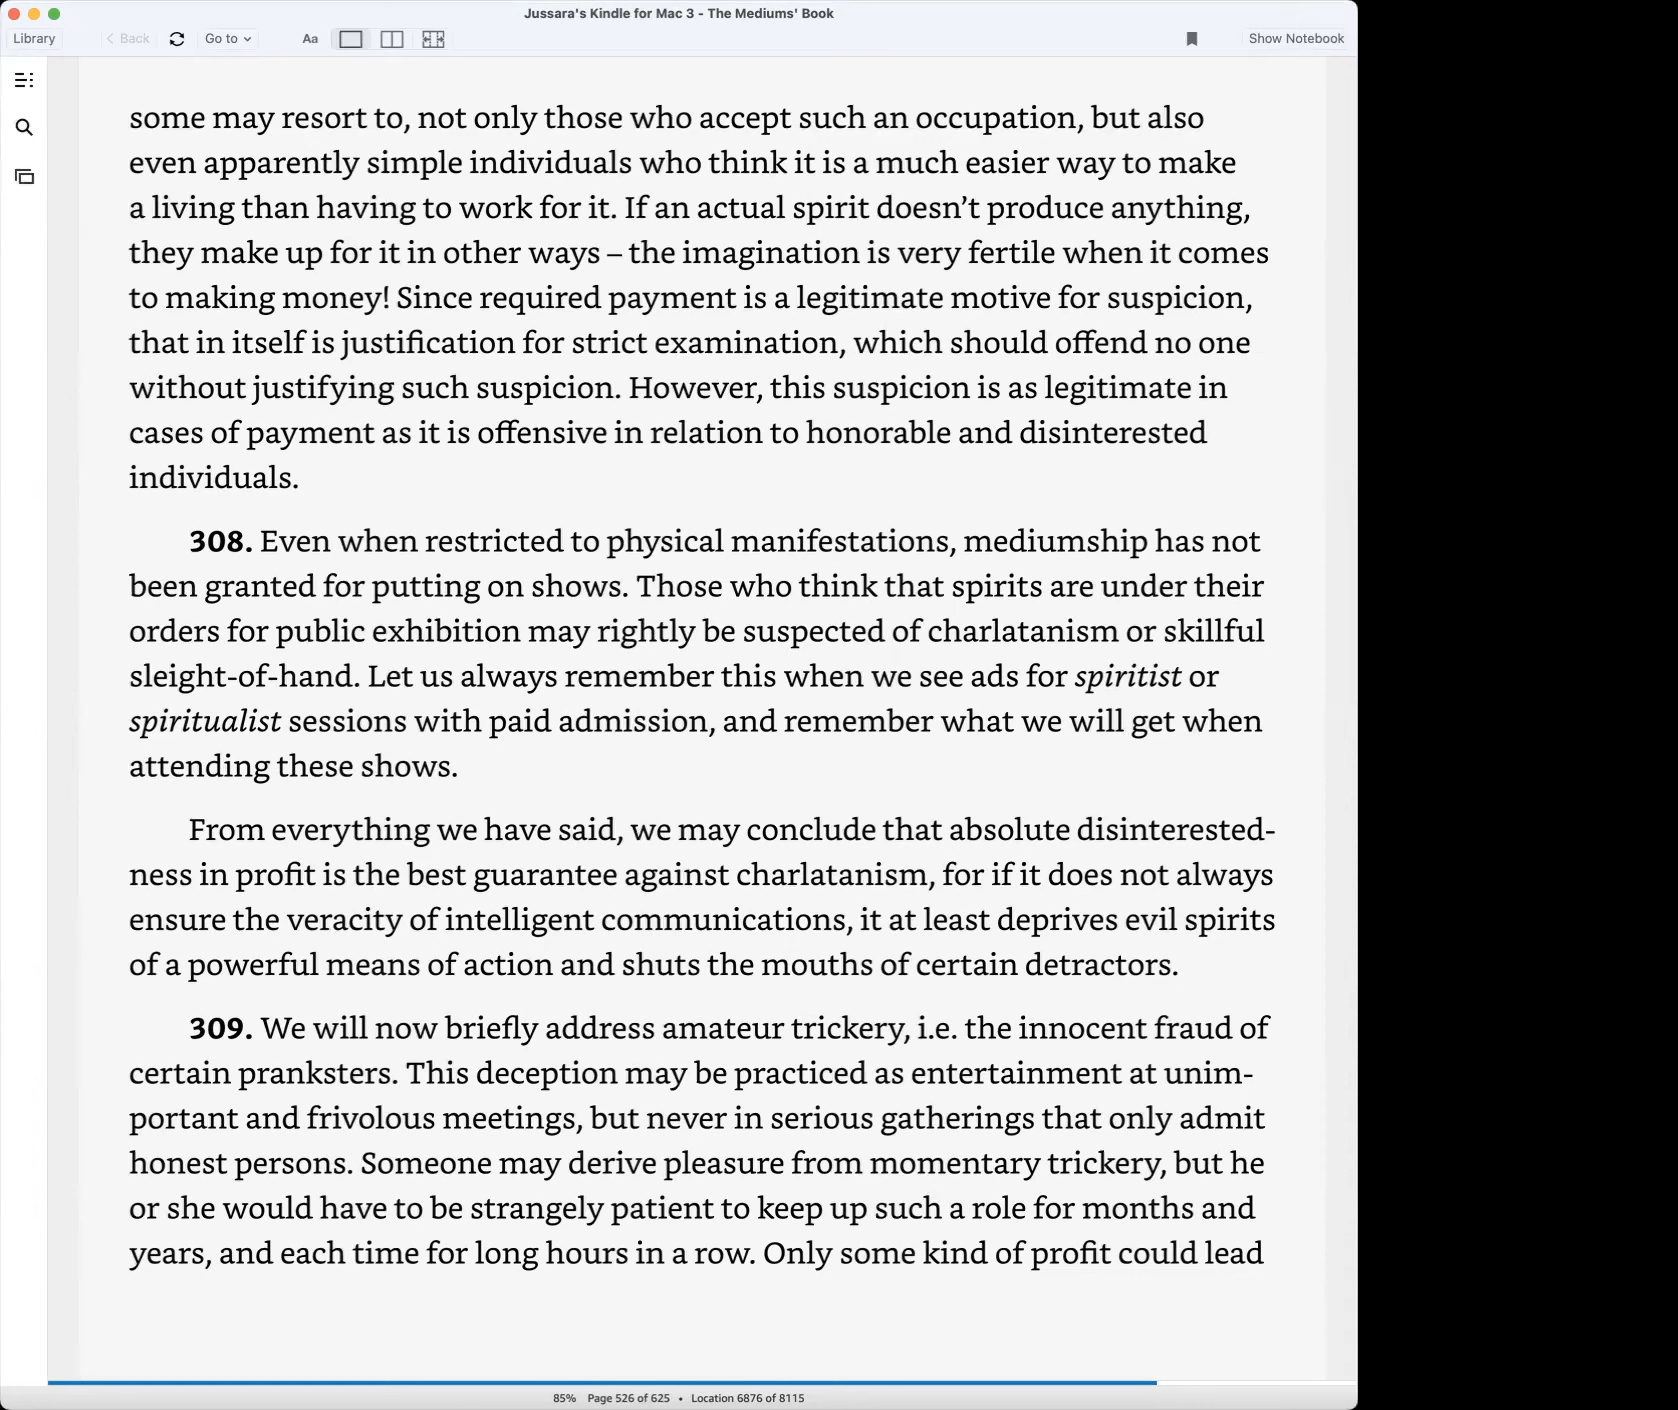 Jussara's Kindle for Mac 3 - The Mediums' Book
Library
Back
Go to
Aa
Show Notebook
some may resort to, not only those who accept such an occupation, but also
even apparently simple individuals who think it is a much easier way to make
a living than having to work for it. If an actual spirit doesn’t produce anything,
they make up for it in other ways – the imagination is very fertile when it comes
to making money! Since required payment is a legitimate motive for suspicion,
that in itself is justification for strict examination, which should offend no one
without justifying such suspicion. However, this suspicion is as legitimate in
cases of payment as it is offensive in relation to honorable and disinterested
individuals.
308. Even when restricted to physical manifestations, mediumship has not
been granted for putting on shows. Those who think that spirits are under their
orders for public exhibition may rightly be suspected of charlatanism or skillful
sleight-of-hand. Let us always remember this when we see ads for spiritist or
spiritualist sessions with paid admission, and remember what we will get when
attending these shows.
From everything we have said, we may conclude that absolute disinterested-
ness in profit is the best guarantee against charlatanism, for if it does not always
ensure the veracity of intelligent communications, it at least deprives evil spirits
of a powerful means of action and shuts the mouths of certain detractors.
309. We will now briefly address amateur trickery, i.e. the innocent fraud of
certain pranksters. This deception may be practiced as entertainment at unim-
portant and frivolous meetings, but never in serious gatherings that only admit
honest persons. Someone may derive pleasure from momentary trickery, but he
or she would have to be strangely patient to keep up such a role for months and
years, and each time for long hours in a row. Only some kind of profit could lead
85% Page 526 of 625 • Location 6876 of 8115